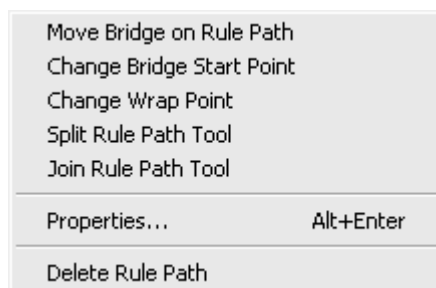 Move Bridge on Rule Path
Change Bridge Start Point
Change Wrap Point
Split Rule Path Tool
Join Rule Path Tool
Properties... Alt+Enter
Delete Rule Path